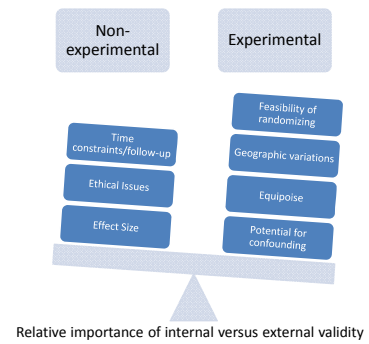 Non-
experimental
Experimental
Time
constraints/follow-up
Ethical Issues
Effect Size
Feasibility of
randomizing
Geographic variations
Equipoise
Potential for
confounding
Relative importance of internal versus external validity